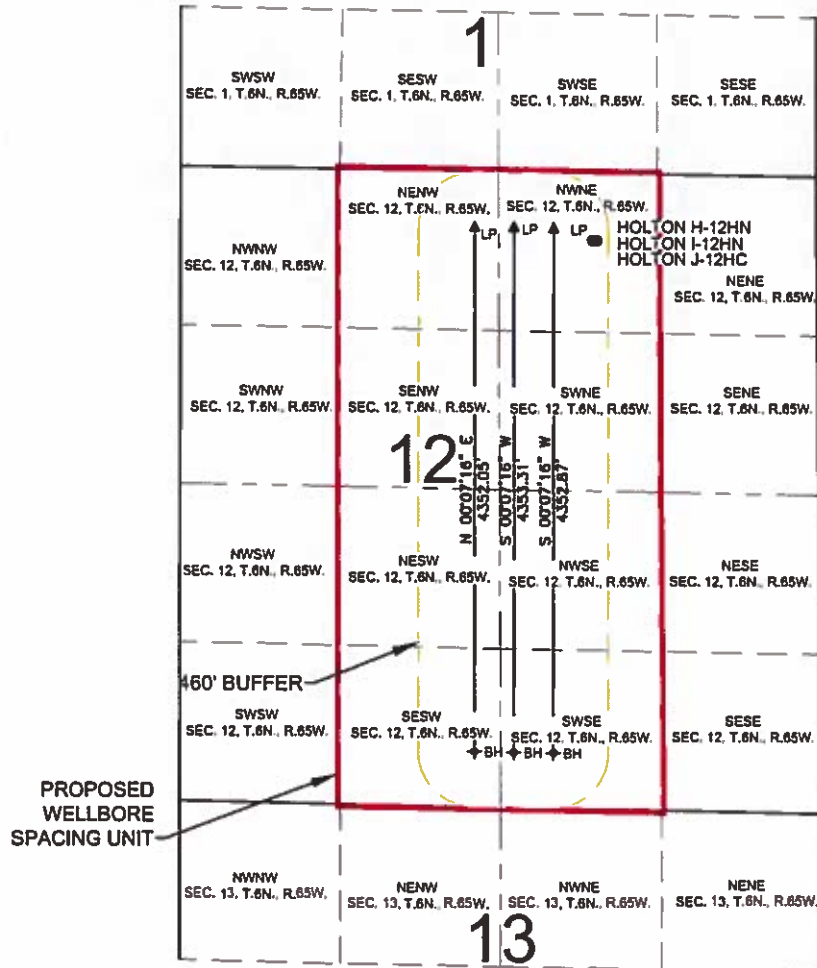 1
SWSW
SEC. 1, T.6N., R.65W.
SESW
SEC. 1, T.6N., R.65W.
SWSE
SEC. 1, T.6N., R.65W.
SESE
SEC. 1, T.6N., R.65W.
NENW
SEC. 12, T.6N., R.65W.
NWNE
SEC. 12, T.6N., R.65W.
LP
LP
LP
HOLTON H-12HN
HOLTON I-12HN
HOLTON J-12HC
NWNW
SEC. 12, T.6N., R.65W.
NENE
SEC. 12, T.6N., R.65W.
SWNW
SEC. 12, T.6N., R.65W.
SENW
SEC. 12, T.6N., R.65W.
SWNE
SEC. 12, T.6N., R.65W.
SENE
SEC. 12, T.6N., R.65W.
12
N 00°07'16" E
4352.05'
S 00°07'16" W
4353.31'
S 00°07'16" W
4352.87'
NWSW
SEC. 12, T.6N., R.65W.
NESW
SEC. 12, T.6N., R.65W.
NWSE
SEC. 12, T.6N., R.65W.
NESE
SEC. 12, T.6N., R.65W.
460' BUFFER
SWSW
SEC. 12, T.6N., R.65W.
SESW
SEC. 12, T.6N., R.65W.
SWSE
SEC. 12, T.6N., R.65W.
SESE
SEC. 12, T.6N., R.65W.
BH
BH
BH
PROPOSED
WELLBORE
SPACING UNIT
NWNW
SEC. 13, T.6N., R.65W.
NENW
SEC. 13, T.6N., R.65W.
NWNE
SEC. 13, T.6N., R.65W.
NENE
SEC. 13, T.6N., R.65W.
13